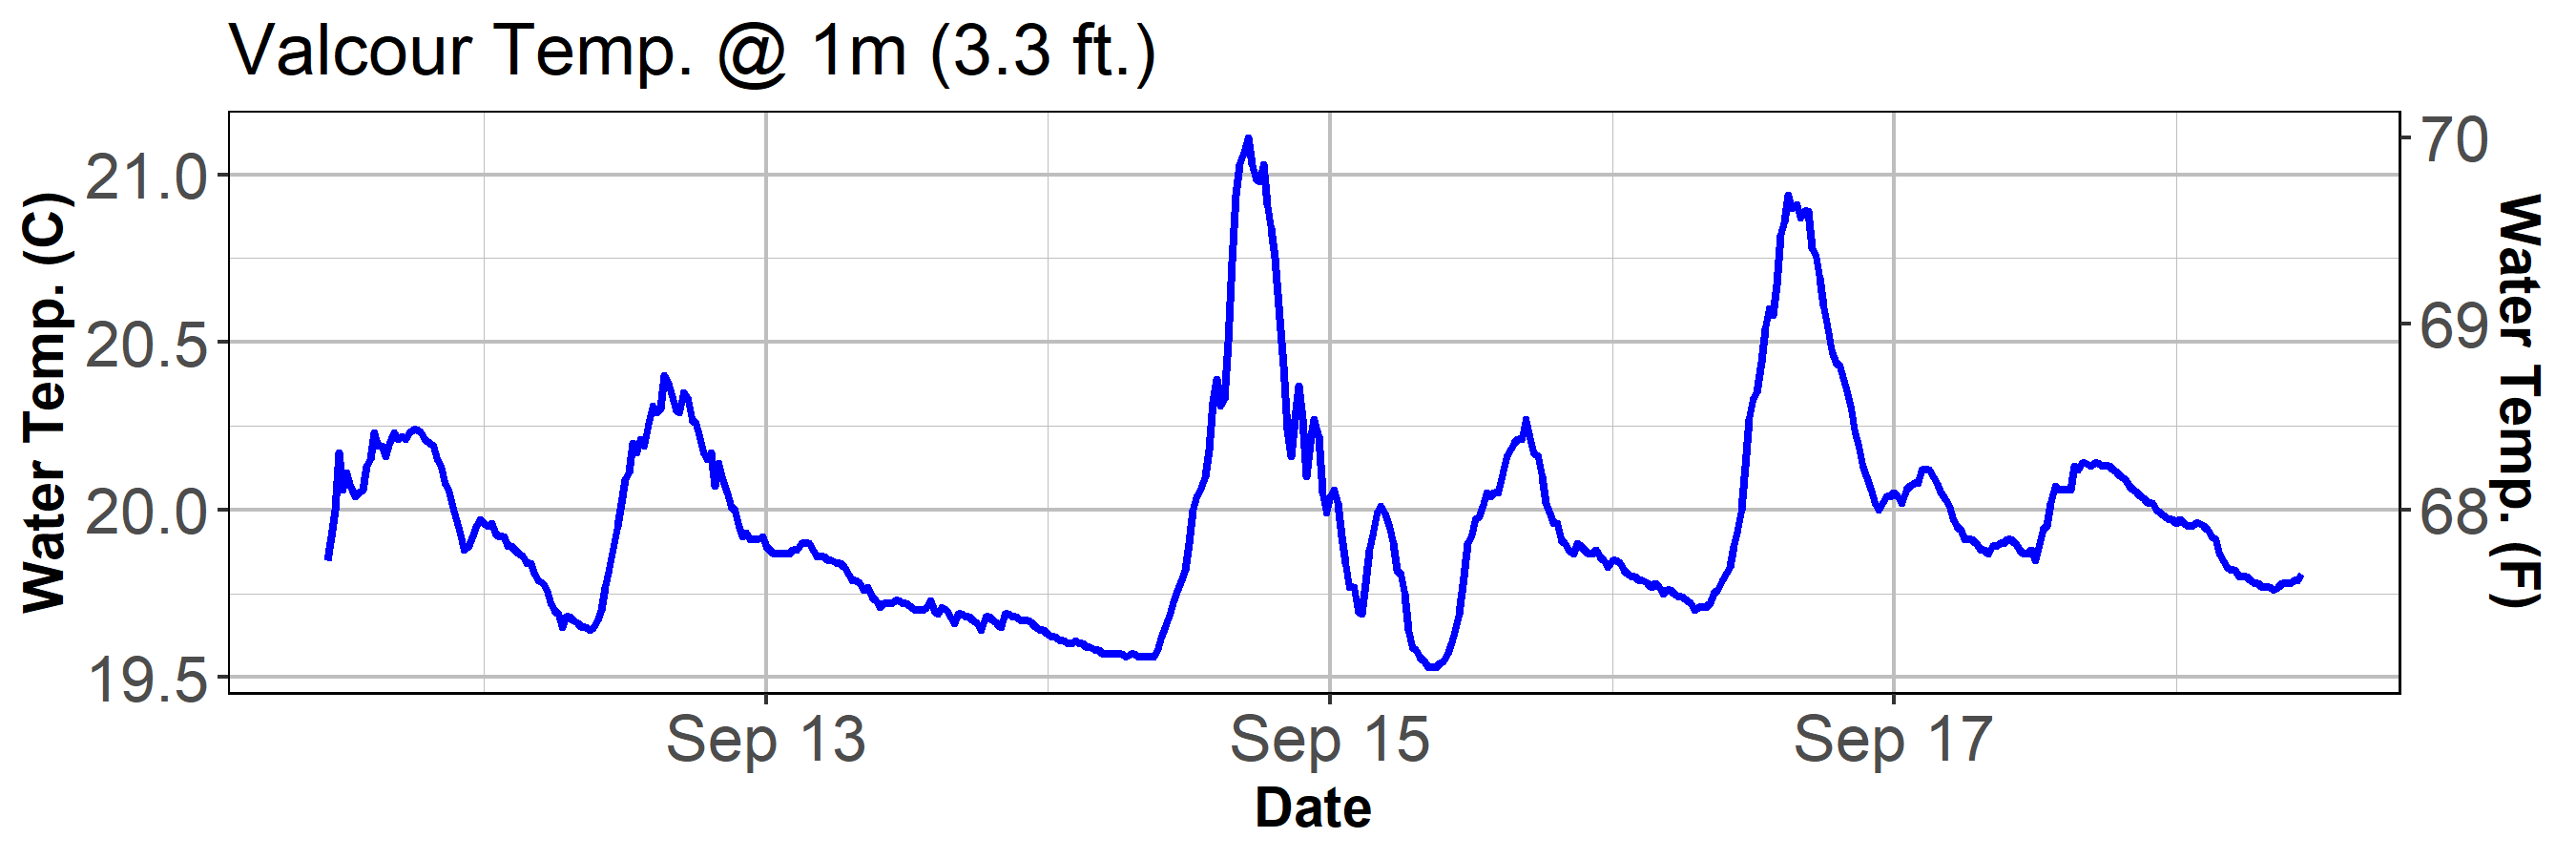 Valcour Temp. @ 1m (3.3 ft.)
Water Temp. (C)
21.0
20.5
20.0
19.5
70
69
68
Water Temp. (F)
Sep 13
Sep 15
Sep 17
Date